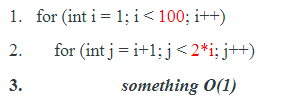 1. for (int i = 1; i < 100; i++)
2. for (int j = i+1; j < 2*i; j++)
3. something O(1)